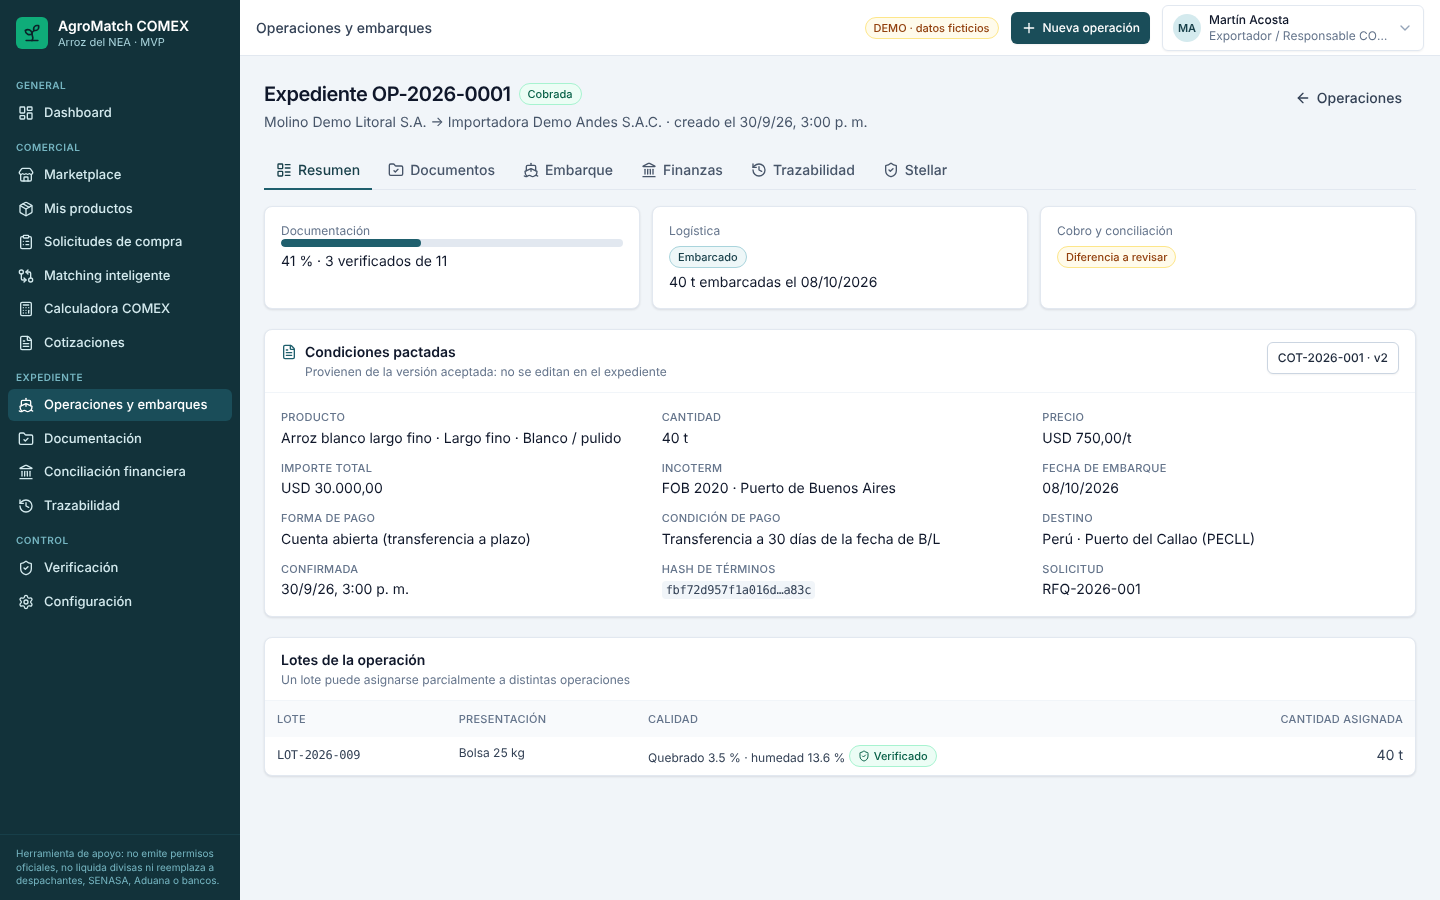 AgroMatch COMEX
Arroz del NEA · MVP
GENERAL
Dashboard
COMERCIAL
Marketplace
Mis productos
Solicitudes de compra
Matching inteligente
Calculadora COMEX
Cotizaciones
EXPEDIENTE
Operaciones y embarques
Documentación
Conciliación financiera
Trazabilidad
CONTROL
Verificación
Configuración
Herramienta de apoyo: no emite permisos
oficiales, no liquida divisas ni reemplaza a
despachantes, SENASA, Aduana o bancos.
Operaciones y embarques
DEMO · datos ficticios
Nueva operación
MA
Martín Acosta
Exportador / Responsable CO...
Expediente OP-2026-0001
Cobrada
Molino Demo Litoral S.A. → Importadora Demo Andes S.A.C. · creado el 30/9/26, 3:00 p. m.
← Operaciones
Resumen
Documentos
Embarque
Finanzas
Trazabilidad
Stellar
Documentación
41 % · 3 verificados de 11
Logística
Embarcado
40 t embarcadas el 08/10/2026
Cobro y conciliación
Diferencia a revisar
Condiciones pactadas
Provienen de la versión aceptada: no se editan en el expediente
COT-2026-001 · v2
PRODUCTO
Arroz blanco largo fino · Largo fino · Blanco / pulido
CANTIDAD
40 t
PRECIO
USD 750,00/t
IMPORTE TOTAL
USD 30.000,00
INCOTERM
FOB 2020 · Puerto de Buenos Aires
FECHA DE EMBARQUE
08/10/2026
FORMA DE PAGO
Cuenta abierta (transferencia a plazo)
CONDICIÓN DE PAGO
Transferencia a 30 días de la fecha de B/L
DESTINO
Perú · Puerto del Callao (PECLL)
CONFIRMADA
30/9/26, 3:00 p. m.
HASH DE TÉRMINOS
fbf72d957f1a016d…a83c
SOLICITUD
RFQ-2026-001
Lotes de la operación
Un lote puede asignarse parcialmente a distintas operaciones
LOTE PRESENTACIÓN CALIDAD CANTIDAD ASIGNADA
LOT-2026-009 Bolsa 25 kg Quebrado 3.5 % · humedad 13.6 % Verificado 40 t